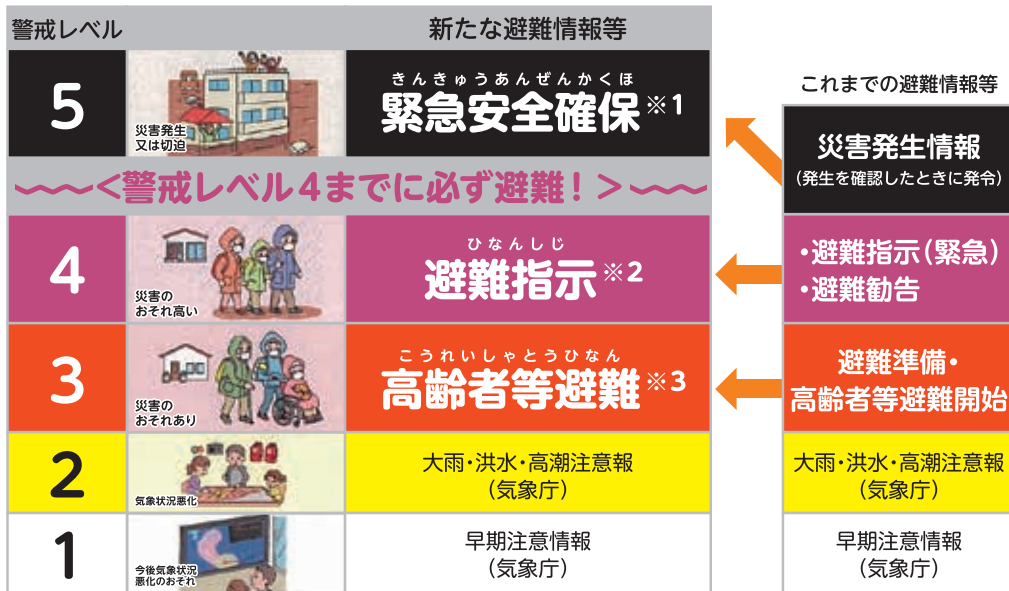 警戒レベル
新たな避難情報等
5
災害発生
又は切迫
きんきゅうあんぜんかくほ
緊急安全確保※1
<警戒レベル4までに必ず避難!>
4
災害の
おそれ高い
ひなんしじ
避難指示※2
3
災害の
おそれあり
こうれいしゃとうひなん
高齢者等避難※3
2
気象状況悪化
大雨・洪水・高潮注意報
(気象庁)
1
今後気象状況
悪化のおそれ
早期注意情報
(気象庁)
これまでの避難情報等
災害発生情報
(発生を確認したときに発令)
・避難指示(緊急)
・避難勧告
避難準備・
高齢者等避難開始
大雨・洪水・高潮注意報
(気象庁)
早期注意情報
(気象庁)